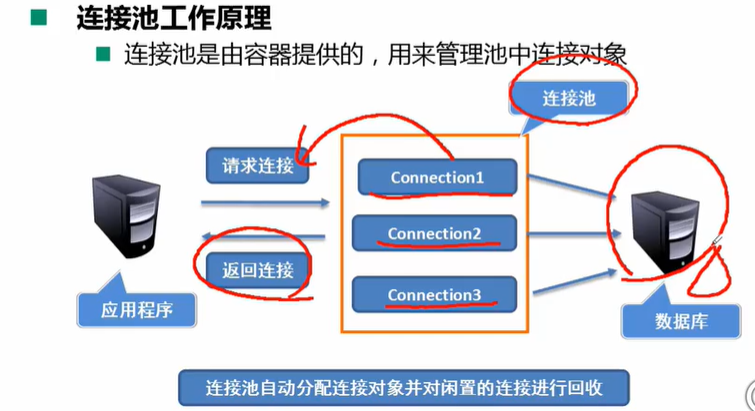 连接池工作原理
连接池是由容器提供的，用来管理池中连接对象
连接池
请求连接
Connection1
Connection2
返回连接
Connection3
应用程序
数据库
连接池自动分配连接对象并对闲置的连接进行回收